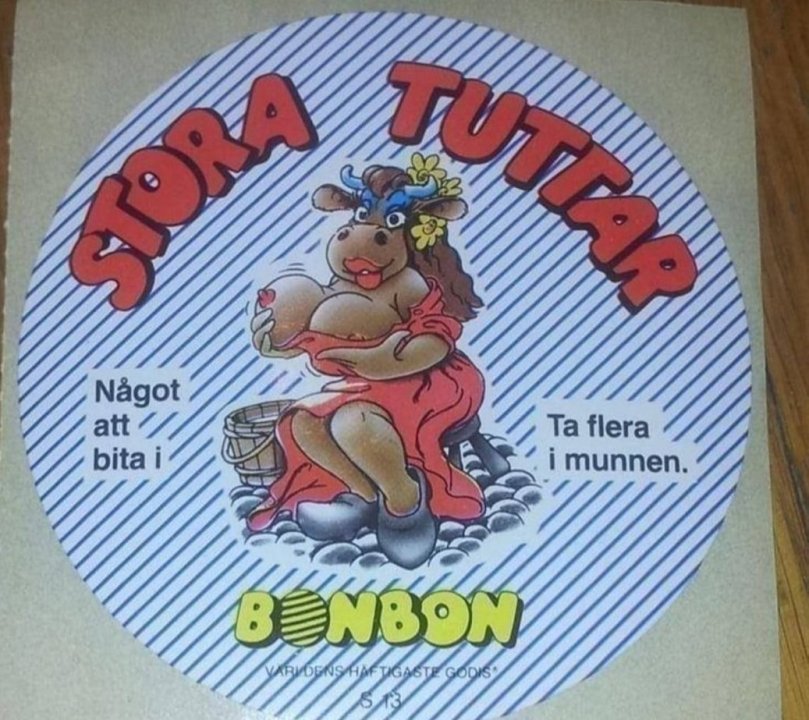 STORA TUTTAR
Något
att
bita i
Ta flera
i munnen.
BONBON
VÄRLDENS HÄFTIGASTE GODIS*
S 13